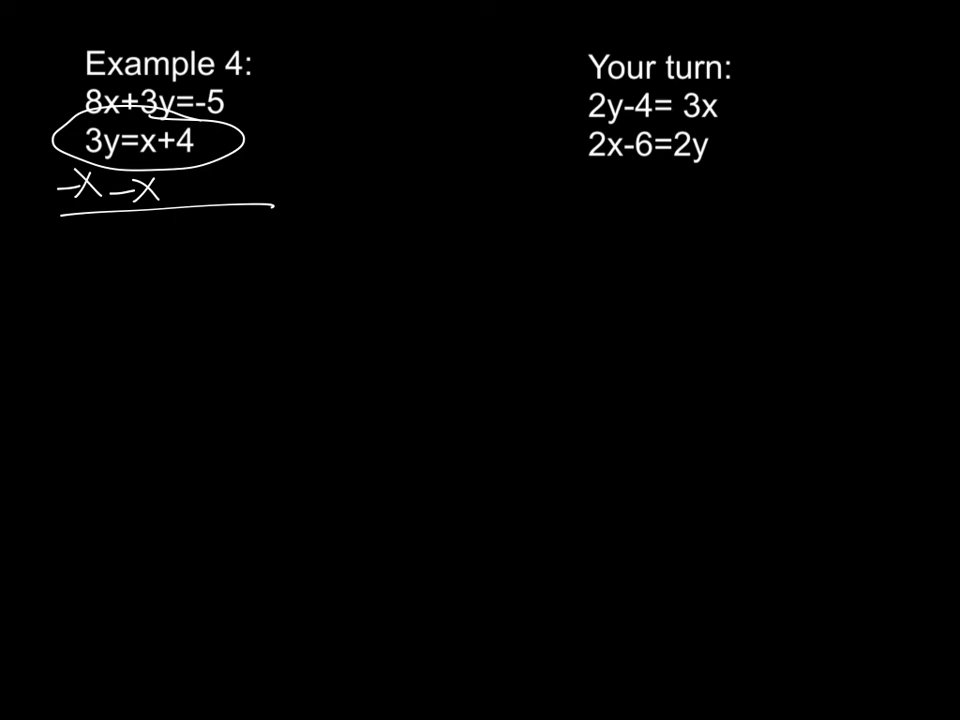 Example 4:
8x+3y=-5
3y=x+4
-x -x
Your turn:
2y-4= 3x
2x-6=2y